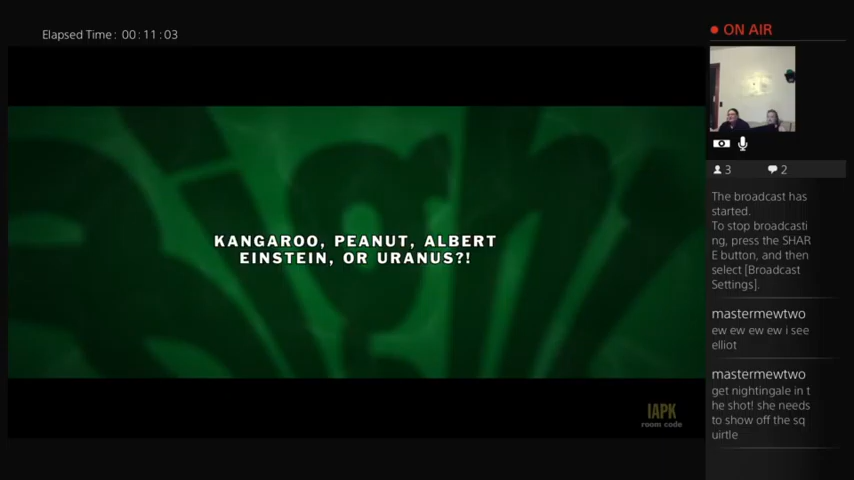 Elapsed Time: 00:11:03
ON AIR
KANGAROO, PEANUT, ALBERT
EINSTEIN, OR URANUS?!
IAPK
room code
3
2
The broadcast has
started.
To stop broadcasti
ng, press the SHAR
E button, and then
select [Broadcast
Settings].
mastermewtwo
ew ew ew ew i see
elliot
mastermewtwo
get nightingale in t
he shot! she needs
to show off the sq
uirtle